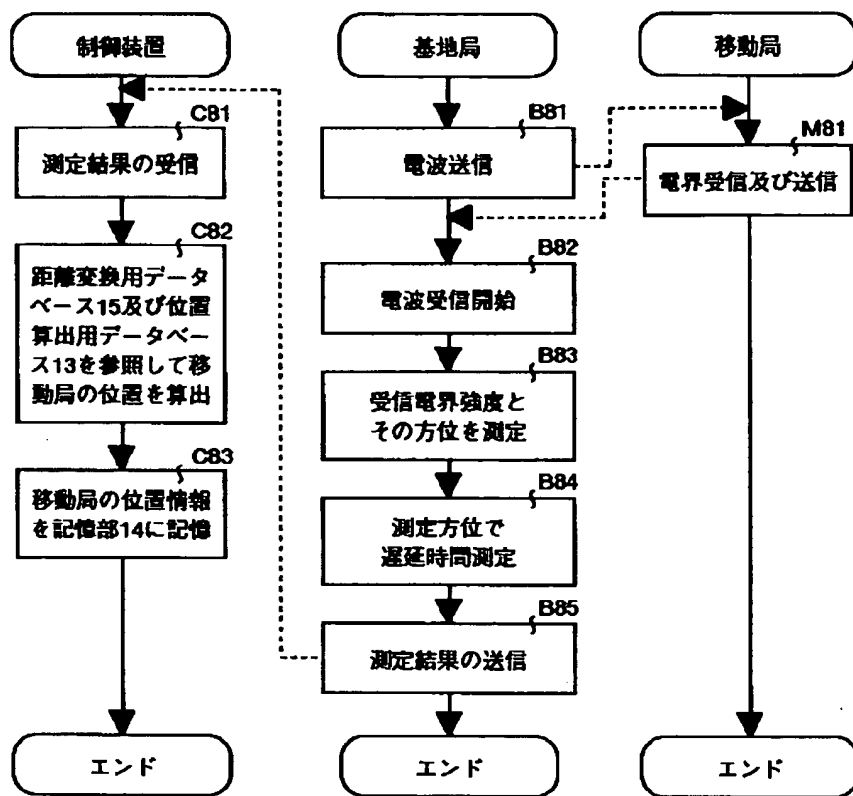 制御装置
C81
測定結果の受信
C82
距離変換用データ
ベース15及び位置
算出用データベー
ス13を参照して移
動局の位置を算出
C83
移動局の位置情報
を記憶部14に記憶
エンド
基地局
B81
電波送信
B82
電波受信開始
B83
受信電界強度と
その方位を測定
B84
測定方位で
遅延時間測定
B85
測定結果の送信
エンド
移動局
M81
電界受信及び送信
エンド